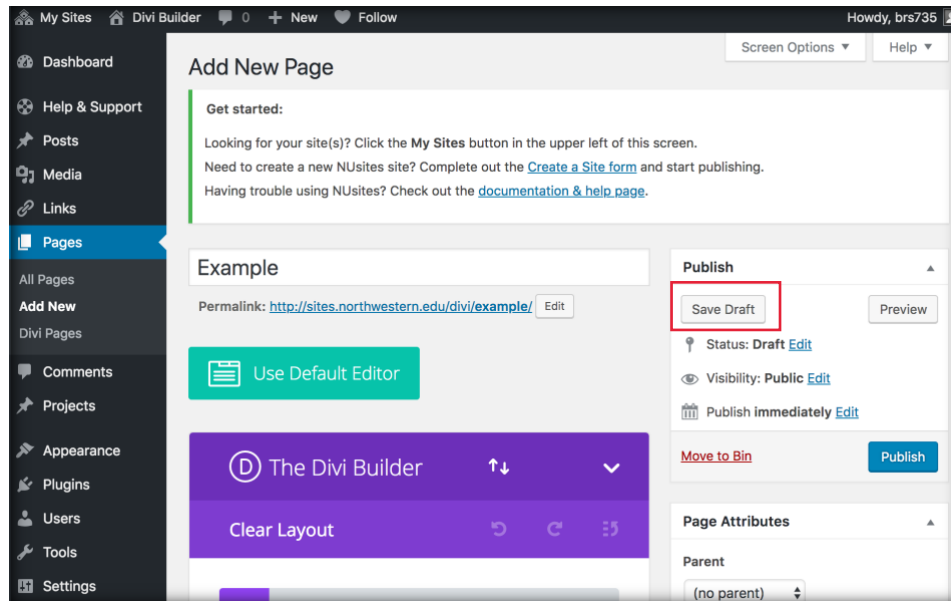 My Sites Divi Builder 0 + New Follow Howdy, brs735
Dashboard
Help & Support
Posts
Media
Links
Pages
All Pages
Add New
Divi Pages
Comments
Projects
Appearance
Plugins
Users
Tools
Settings
Screen Options ▼ Help ▼
Add New Page
Get started:
Looking for your site(s)? Click the My Sites button in the upper left of this screen.
Need to create a new NUsites site? Complete out the Create a Site form and start publishing.
Having trouble using NUsites? Check out the documentation & help page.
Example
Permalink: http://sites.northwestern.edu/divi/example/ Edit
Use Default Editor
D The Divi Builder
Clear Layout
Publish
Save Draft Preview
Status: Draft Edit
Visibility: Public Edit
Publish immediately Edit
Move to Bin Publish
Page Attributes
Parent
(no parent)